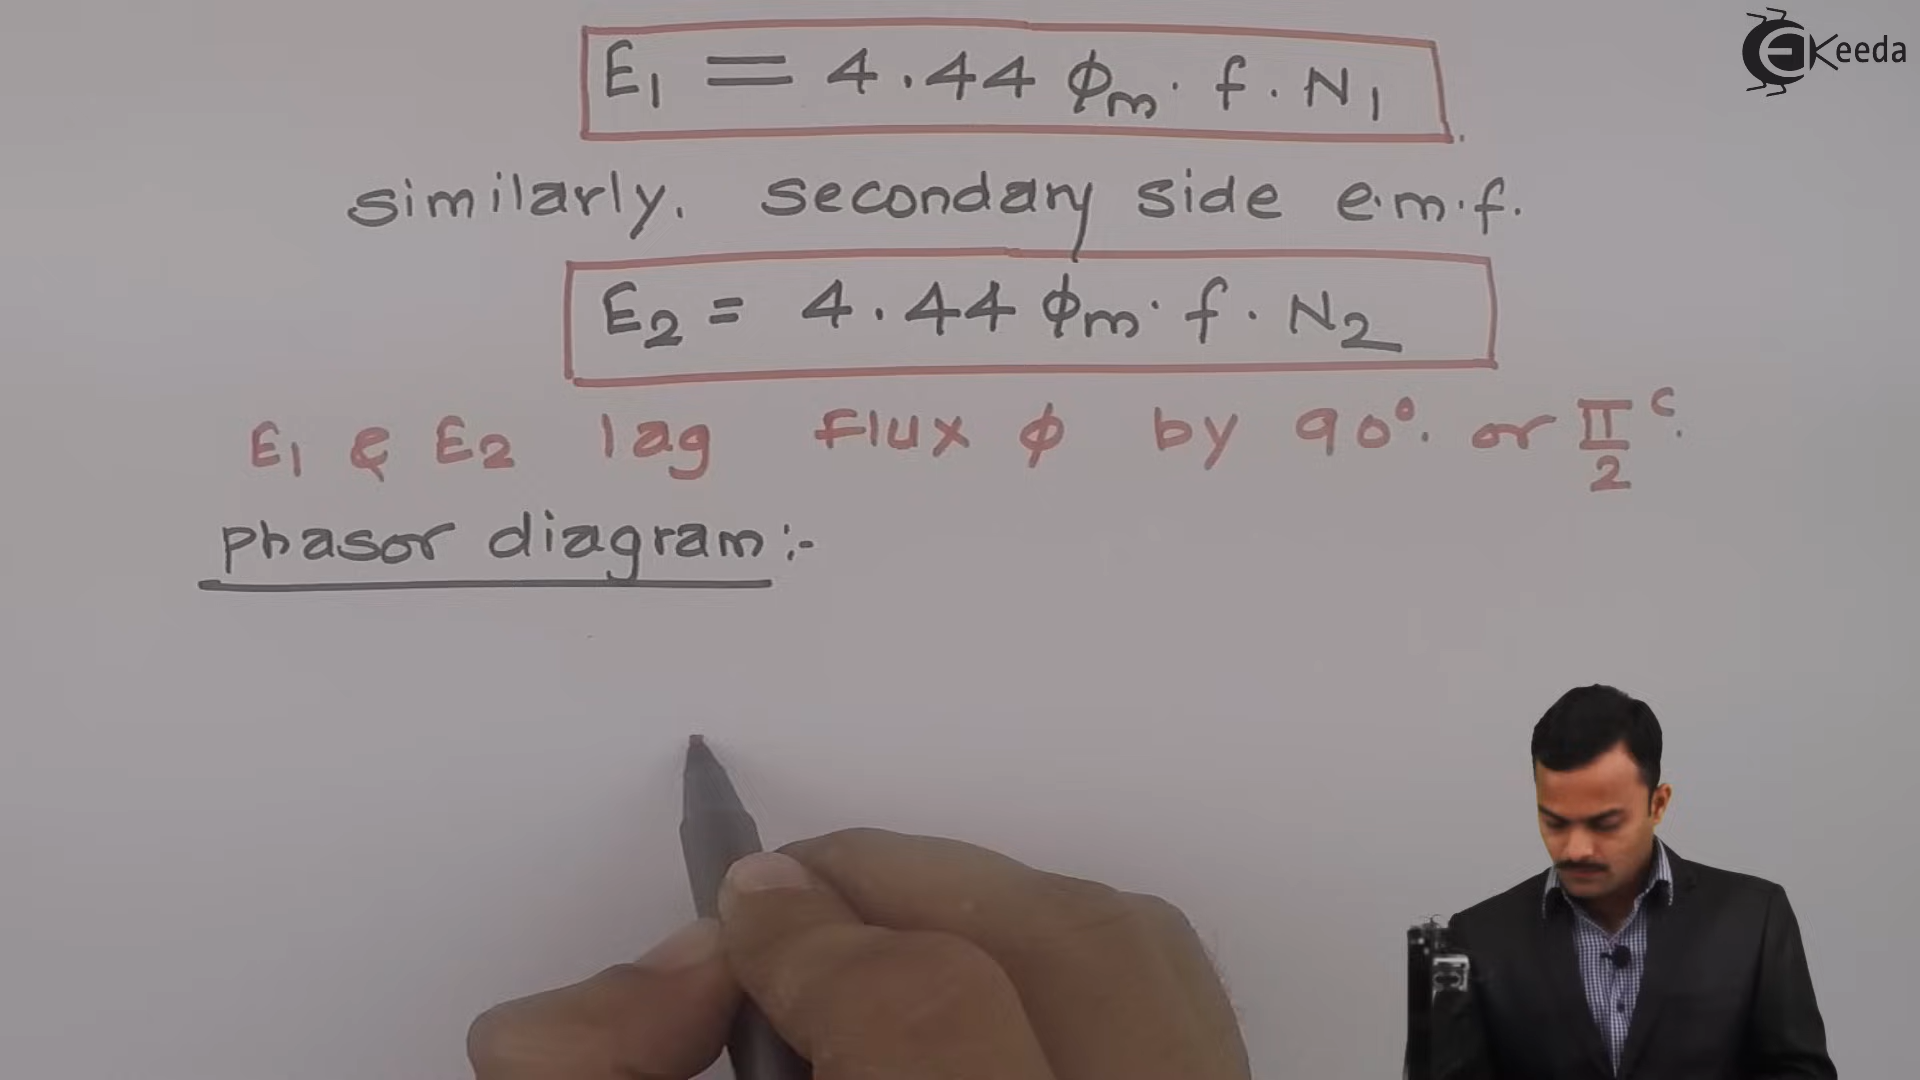 EKeeda
E₁ = 4.44 ϕₘ. f. N₁
similarly. secondary side e.m.f.
E₂ = 4.44 ϕₘ. f. N₂
E₁ & E₂ lag flux ϕ by 90°. or π/2 ᶜ.
phasor diagram:-